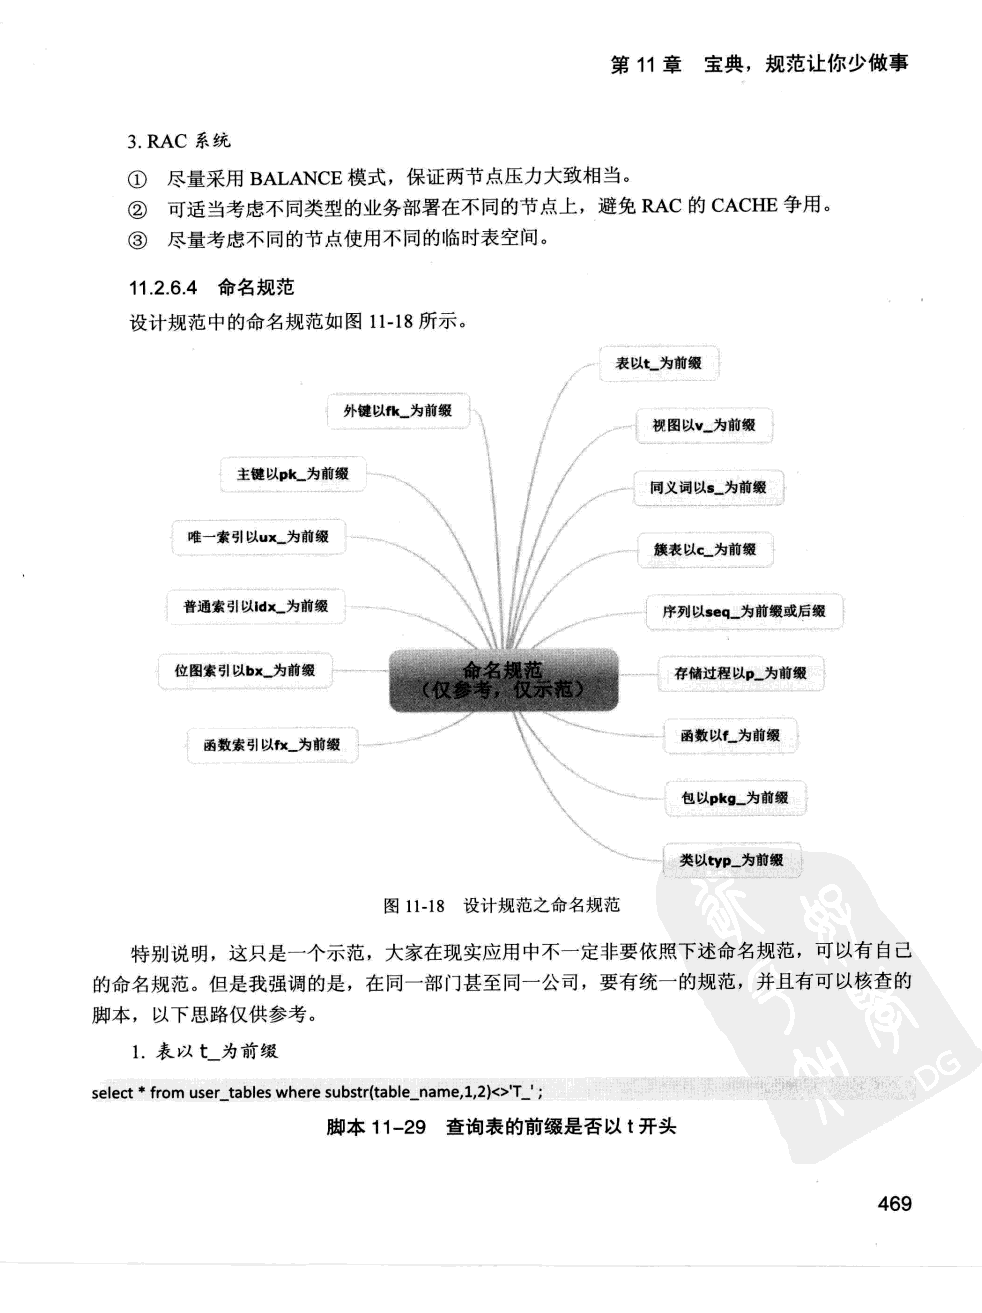 第 11 章 宝典，规范让你少做事
3. RAC 系统
① 尽量采用 BALANCE 模式，保证两节点压力大致相当。
② 可适当考虑不同类型的业务部署在不同的节点上，避免 RAC 的 CACHE 争用。
③ 尽量考虑不同的节点使用不同的临时表空间。
11.2.6.4 命名规范
设计规范中的命名规范如图 11-18 所示。
外键以fk_为前缀
主键以pk_为前缀
唯一索引以ux_为前缀
普通索引以idx_为前缀
位图索引以bx_为前缀
函数索引以fx_为前缀
命名规范
（仅参考，仅示范）
表以t_为前缀
视图以v_为前缀
同义词以s_为前缀
簇表以c_为前缀
序列以seq_为前缀或后缀
存储过程以p_为前缀
函数以f_为前缀
包以pkg_为前缀
类以typ_为前缀
图 11-18 设计规范之命名规范
特别说明，这只是一个示范，大家在现实应用中不一定非要依照下述命名规范，可以有自己
的命名规范。但是我强调的是，在同一部门甚至同一公司，要有统一的规范，并且有可以核查的
脚本，以下思路仅供参考。
1. 表以 t_为前缀
select * from user_tables where substr(table_name,1,2)<>'T_' ;
脚本 11-29 查询表的前缀是否以 t 开头
DG
469